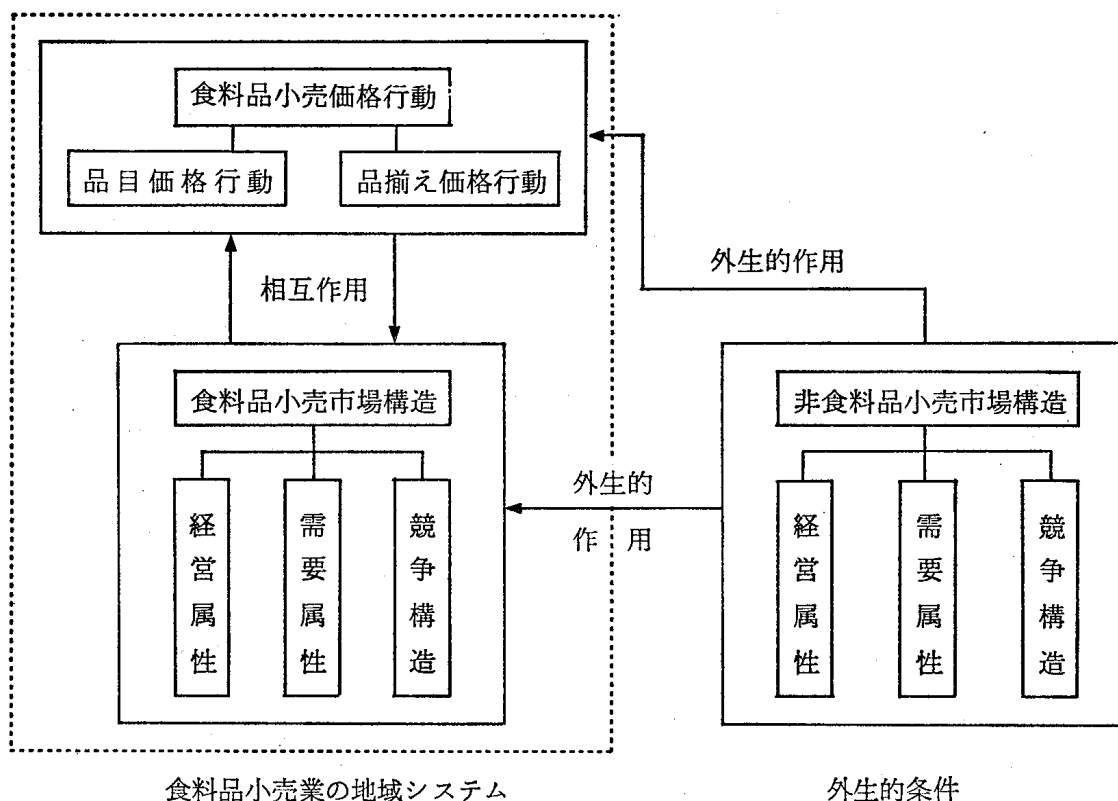 食料品小売価格行動
品目価格行動
品揃え価格行動
相互作用
外生的作用
食料品小売市場構造
経営属性
需要属性
競争構造
外生的
作用
非食料品小売市場構造
経営属性
需要属性
競争構造
食料品小売業の地域システム
外生的条件